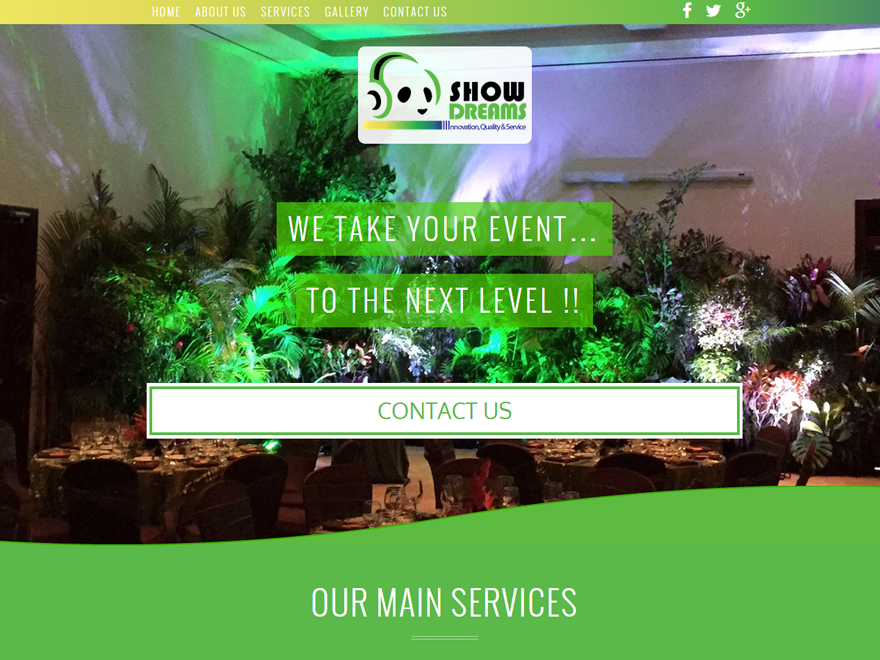 HOME ABOUT US SERVICES GALLERY CONTACT US
SHOW
DREAMS
Innovation, Quality & Service
WE TAKE YOUR EVENT...
TO THE NEXT LEVEL !!
CONTACT US
OUR MAIN SERVICES